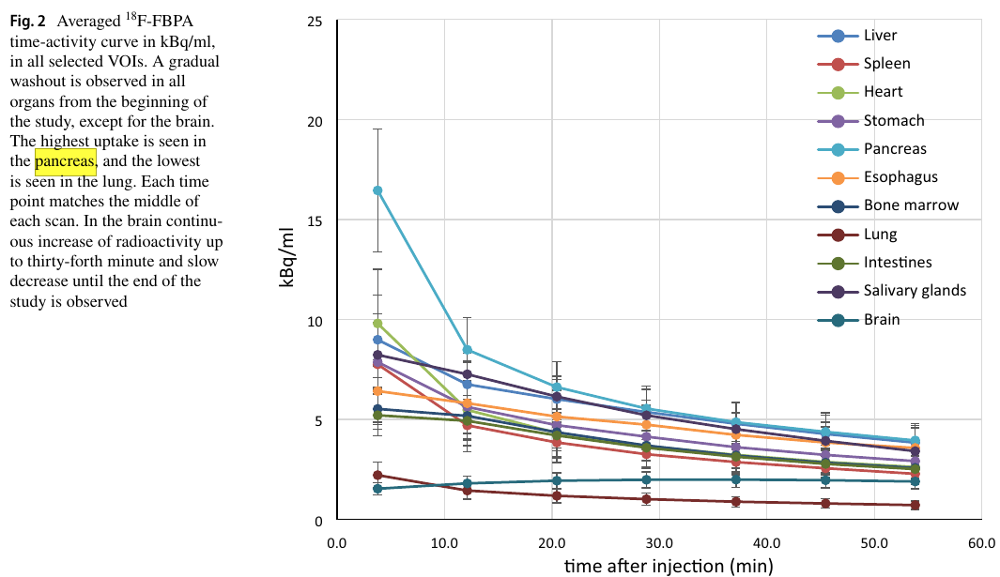 Fig. 2 Averaged 18F-FBPA
time-activity curve in kBq/ml,
in all selected VOIs. A gradual
washout is observed in all
organs from the beginning of
the study, except for the brain.
The highest uptake is seen in
the pancreas, and the lowest
is seen in the lung. Each time
point matches the middle of
each scan. In the brain continu-
ous increase of radioactivity up
to thirty-forth minute and slow
decrease until the end of the
study is observed
25
20
15
10
5
0
kBq/ml
0.0 10.0 20.0 30.0 40.0 50.0 60.0
time after injection (min)
Liver
Spleen
Heart
Stomach
Pancreas
Esophagus
Bone marrow
Lung
Intestines
Salivary glands
Brain